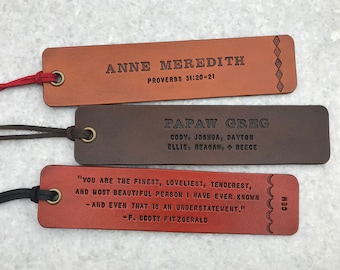 ANNE MEREDITH
PROVERBS 31:20-21
PAPAW GREG
CODY, JOSHUA, DAYTON
ELLIE, REAGAN, + REECE
"YOU ARE THE FINEST, LOVELIEST, TENDEREST,
AND MOST BEAUTIFUL PERSON I HAVE EVER KNOWN
-AND EVEN THAT IS AN UNDERSTATEMENT."
-F. SCOTT FITZGERALD